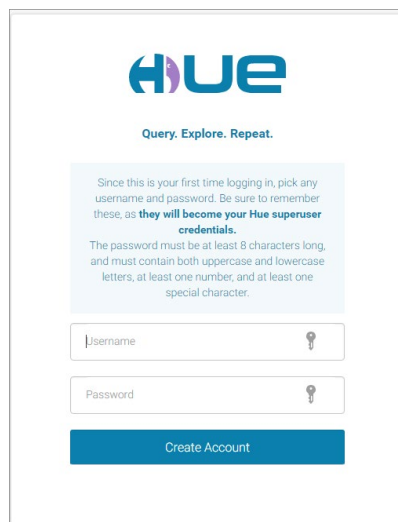 HUE
Query. Explore. Repeat.
Since this is your first time logging in, pick any
username and password. Be sure to remember
these, as they will become your Hue superuser
credentials.
The password must be at least 8 characters long,
and must contain both uppercase and lowercase
letters, at least one number, and at least one
special character.
Username
Password
Create Account